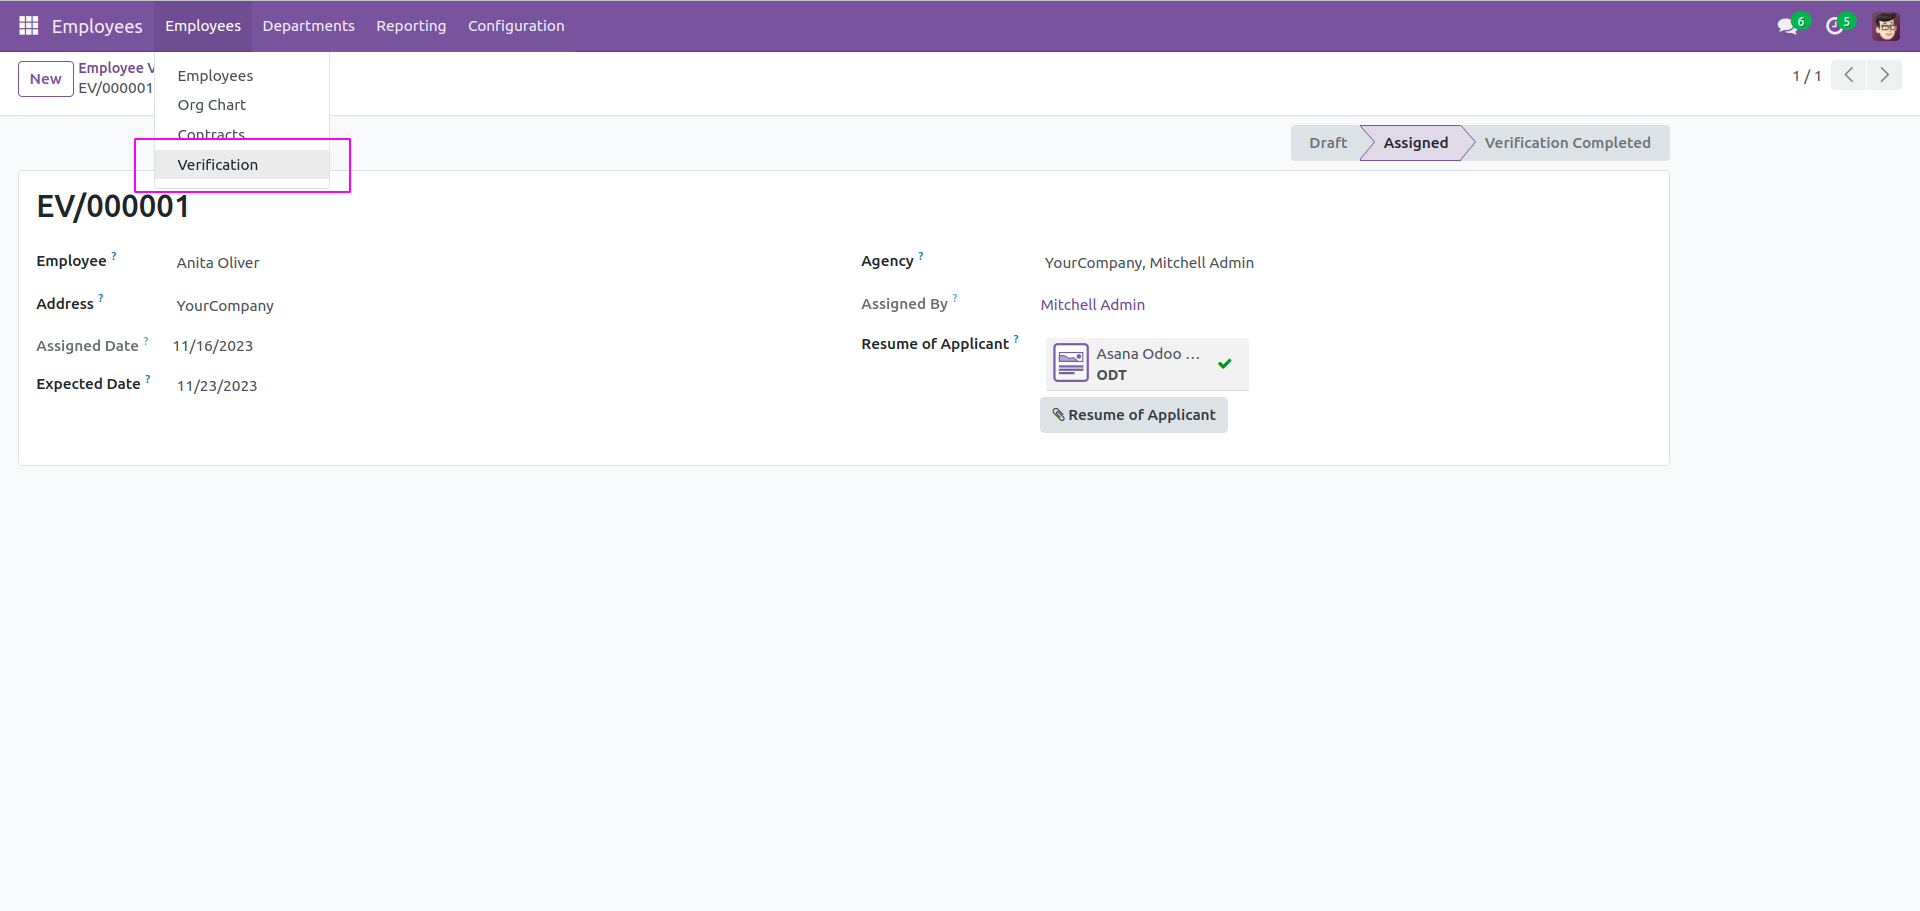 Employees Employees Departments Reporting Configuration 6 5
New Employee V
EV/000001
1 / 1
Employees
Org Chart
Contracts
Verification
Draft Assigned Verification Completed
EV/000001
Employee ? Anita Oliver
Address ? YourCompany
Assigned Date ? 11/16/2023
Expected Date ? 11/23/2023
Agency ? YourCompany, Mitchell Admin
Assigned By ? Mitchell Admin
Resume of Applicant ? Asana Odoo ...
ODT
Resume of Applicant